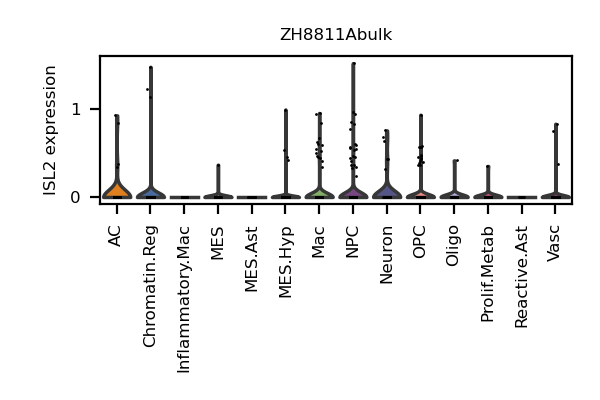 ZH8811Abulk
ISL2 expression
1
0
AC
Chromatin.Reg
Inflammatory.Mac
MES
MES.Ast
MES.Hyp
Mac
NPC
Neuron
OPC
Oligo
Prolif.Metab
Reactive.Ast
Vasc